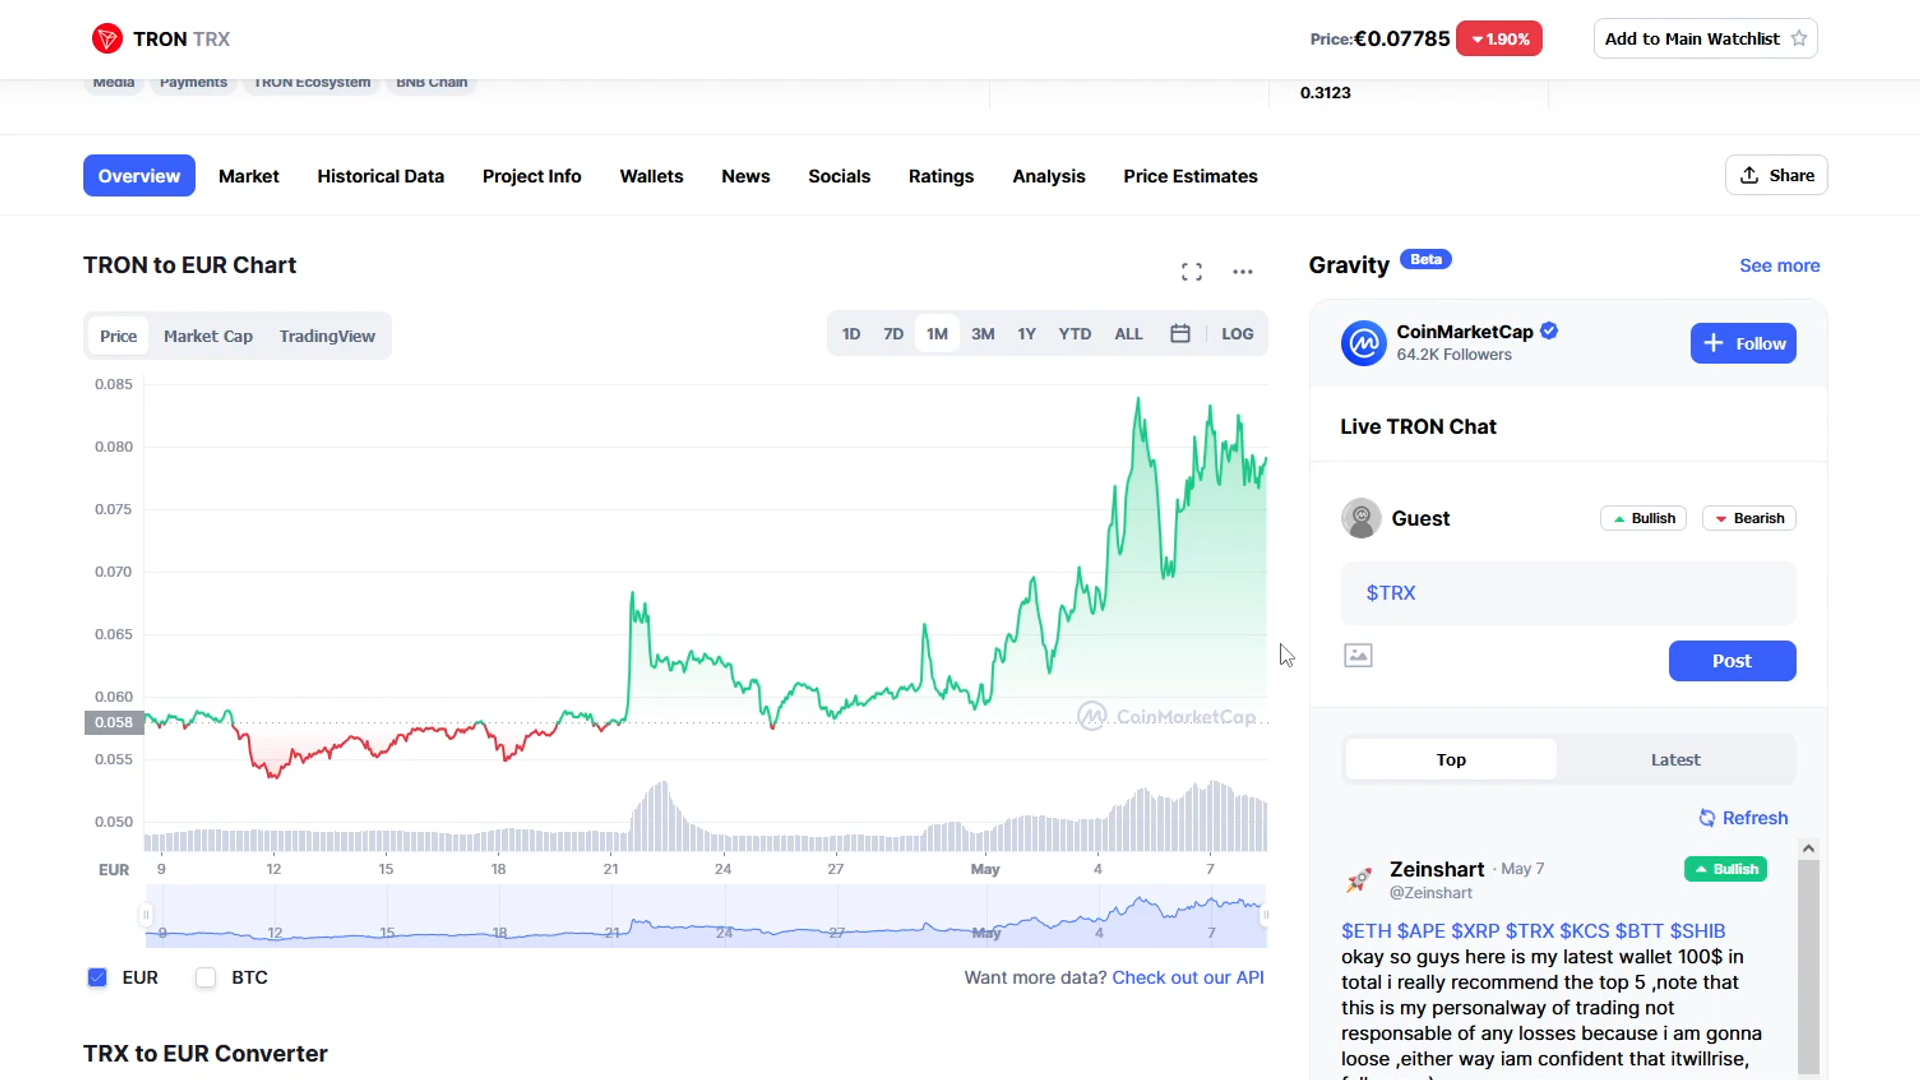 TRON TRX
Price:€0.07785 1.90%
Add to Main Watchlist
Media Payments TRON Ecosystem BNB Chain
0.3123
Overview Market Historical Data Project Info Wallets News Socials Ratings Analysis Price Estimates
Share
TRON to EUR Chart
Price Market Cap TradingView
1D 7D 1M 3M 1Y YTD ALL LOG
0.085
0.080
0.075
0.070
0.065
0.060
0.058
0.055
0.050
CoinMarketCap
EUR 9 12 15 18 21 24 27 May 4 7
9 12 15 18 21 24 27 May 4 7
EUR BTC
Want more data? Check out our API
TRX to EUR Converter
Gravity Beta
See more
CoinMarketCap
64.2K Followers
Follow
Live TRON Chat
Guest
Bullish Bearish
$TRX
Post
Top Latest
Refresh
Zeinshart · May 7
Bullish
@Zeinshart
$ETH $APE $XRP $TRX $KCS $BTT $SHIB
okay so guys here is my latest wallet 100$ in
total i really recommend the top 5 ,note that
this is my personalway of trading not
responsable of any losses because i am gonna
loose ,either way iam confident that itwillrise,